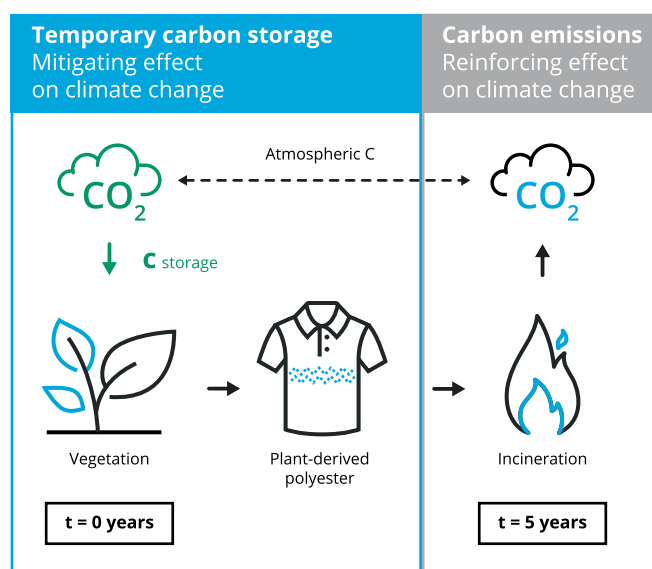 Temporary carbon storage
Mitigating effect
on climate change
Carbon emissions
Reinforcing effect
on climate change
Atmospheric C
CO2
CO2
C storage
Vegetation
Plant-derived
polyester
Incineration
t = 0 years
t = 5 years